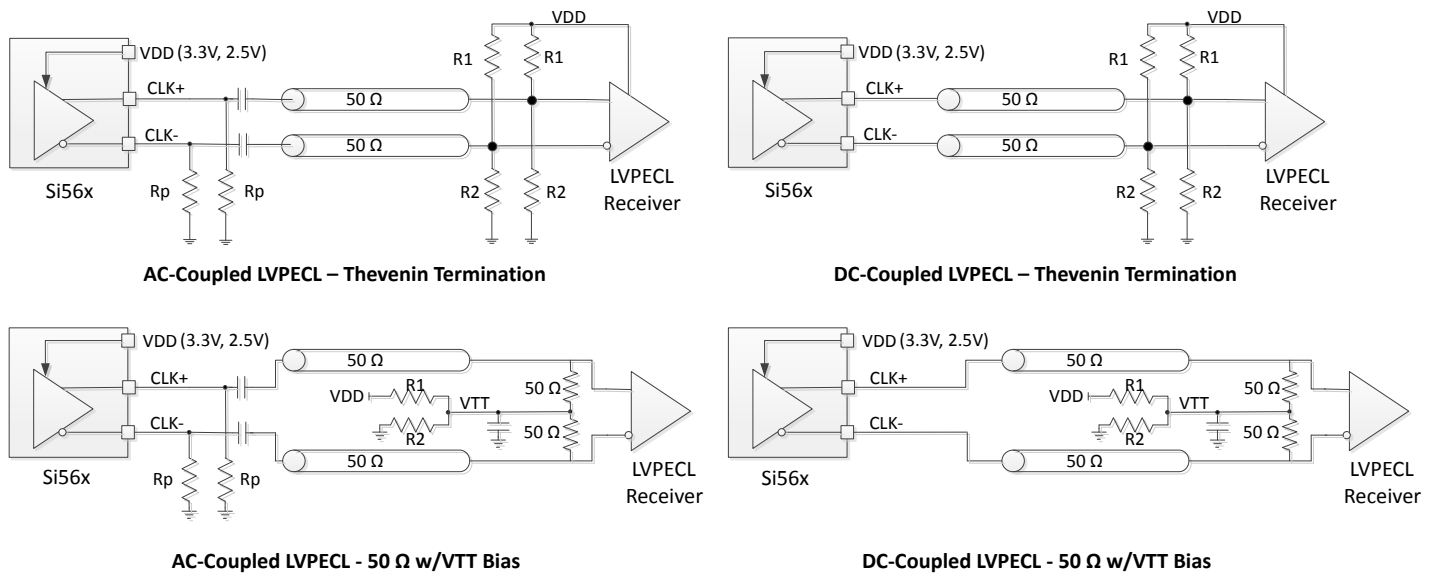 VDD
VDD (3.3V, 2.5V)
R1
R1
CLK+
50 Ω
CLK-
50 Ω
Rp
Rp
R2
R2
Si56x
LVPECL
Receiver
AC-Coupled LVPECL – Thevenin Termination
VDD
VDD (3.3V, 2.5V)
R1
R1
CLK+
50 Ω
CLK-
50 Ω
R2
R2
Si56x
LVPECL
Receiver
DC-Coupled LVPECL – Thevenin Termination
VDD (3.3V, 2.5V)
50 Ω
CLK+
R1
50 Ω
VDD
VTT
CLK-
R2
50 Ω
50 Ω
Rp
Rp
Si56x
LVPECL
Receiver
AC-Coupled LVPECL - 50 Ω w/VTT Bias
VDD (3.3V, 2.5V)
50 Ω
CLK+
R1
50 Ω
VDD
VTT
CLK-
R2
50 Ω
50 Ω
Si56x
LVPECL
Receiver
DC-Coupled LVPECL - 50 Ω w/VTT Bias